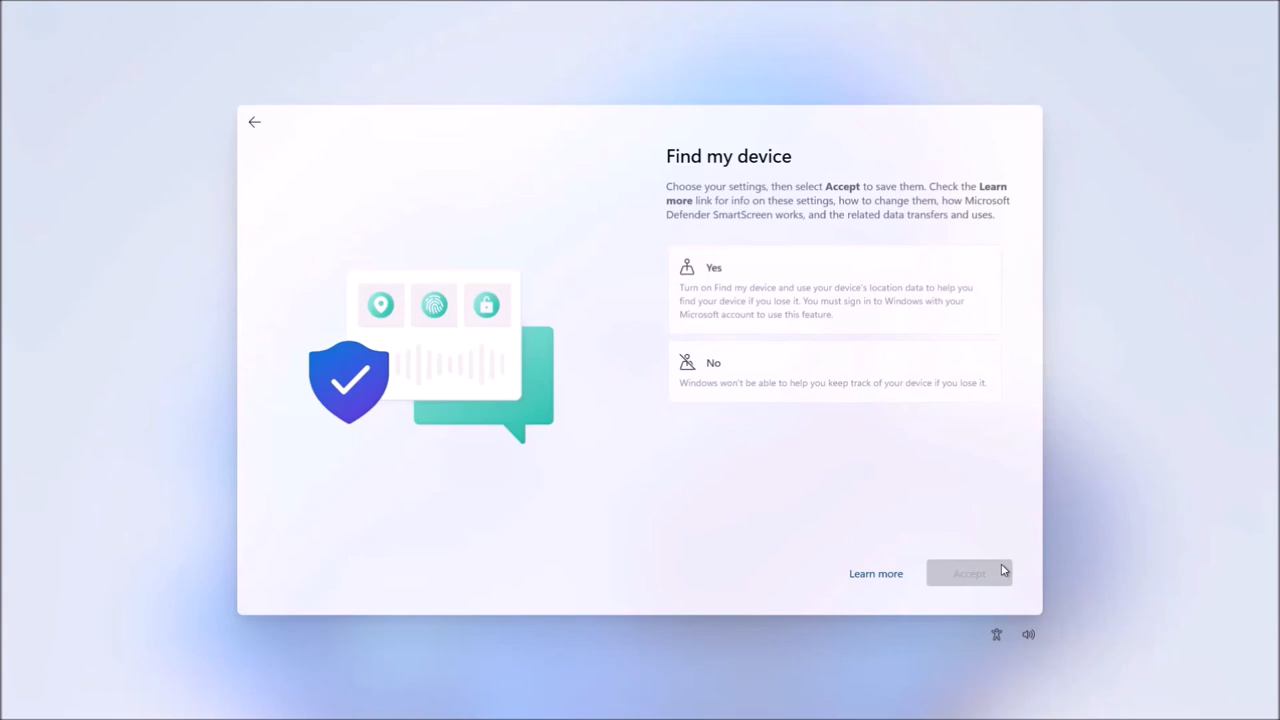 Find my device
Choose your settings, then select Accept to save them. Check the Learn
more link for info on these settings, how to change them, how Microsoft
Defender SmartScreen works, and the related data transfers and uses.
Yes
Turn on Find my device and use your device's location data to help you
find your device if you lose it. You must sign in to Windows with your
Microsoft account to use this feature.
No
Windows won't be able to help you keep track of your device if you lose it.
Learn more
Accept